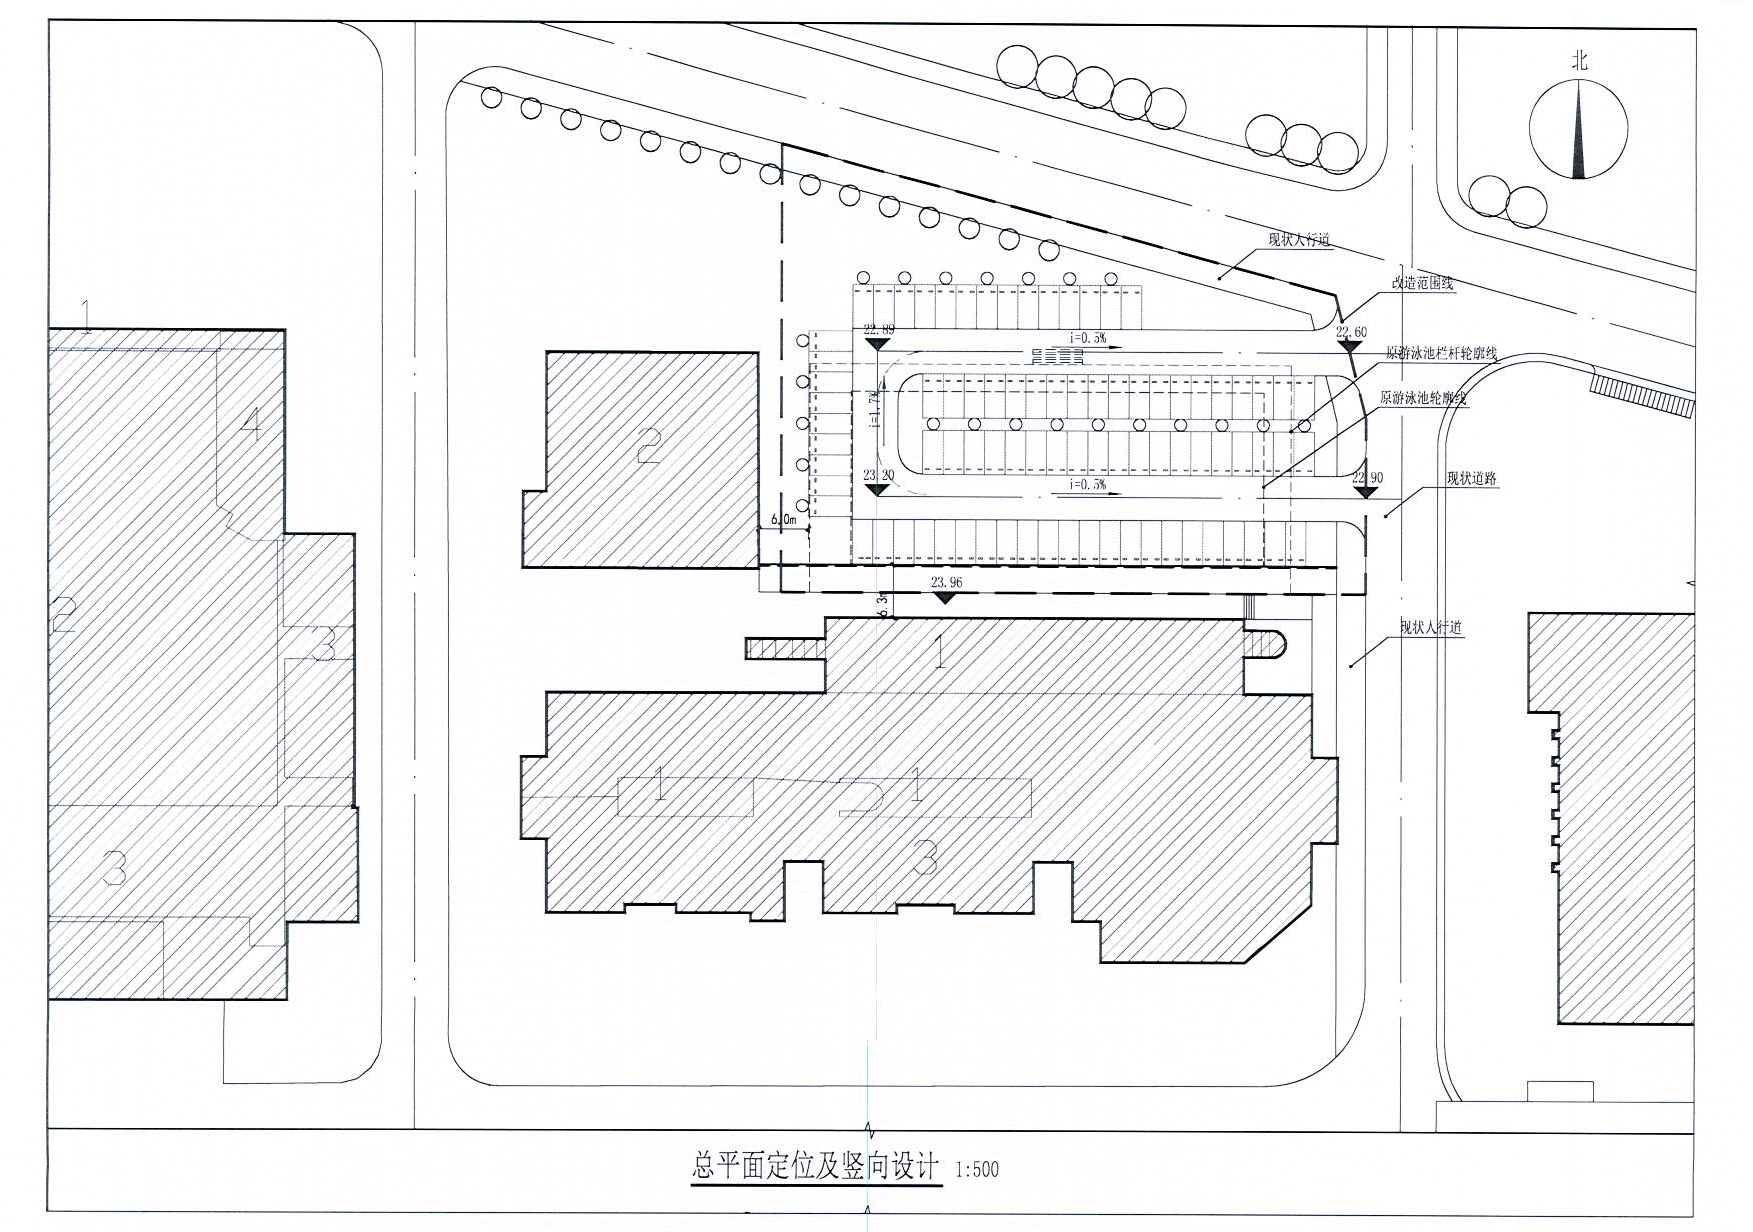 北
现状人行道
改造范围线
1
22.89
i=0.5%
22.60
原游泳池栏杆轮廓线
原游泳池轮廓线
4
2
i=1.7%
23.20
i=0.5%
22.90
现状道路
6.0m
23.96
6.3m
2
3
1
现状人行道
1
1
3
3
总平面定位及竖向设计 1:500